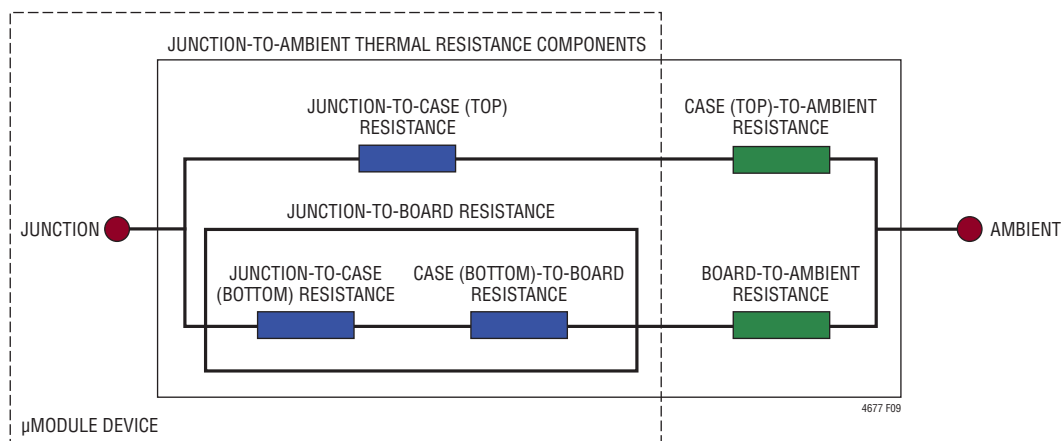 JUNCTION-TO-AMBIENT THERMAL RESISTANCE COMPONENTS
JUNCTION-TO-CASE (TOP)
RESISTANCE
CASE (TOP)-TO-AMBIENT
RESISTANCE
JUNCTION-TO-BOARD RESISTANCE
JUNCTION
AMBIENT
JUNCTION-TO-CASE
(BOTTOM) RESISTANCE
CASE (BOTTOM)-TO-BOARD
RESISTANCE
BOARD-TO-AMBIENT
RESISTANCE
4677 F09
µMODULE DEVICE